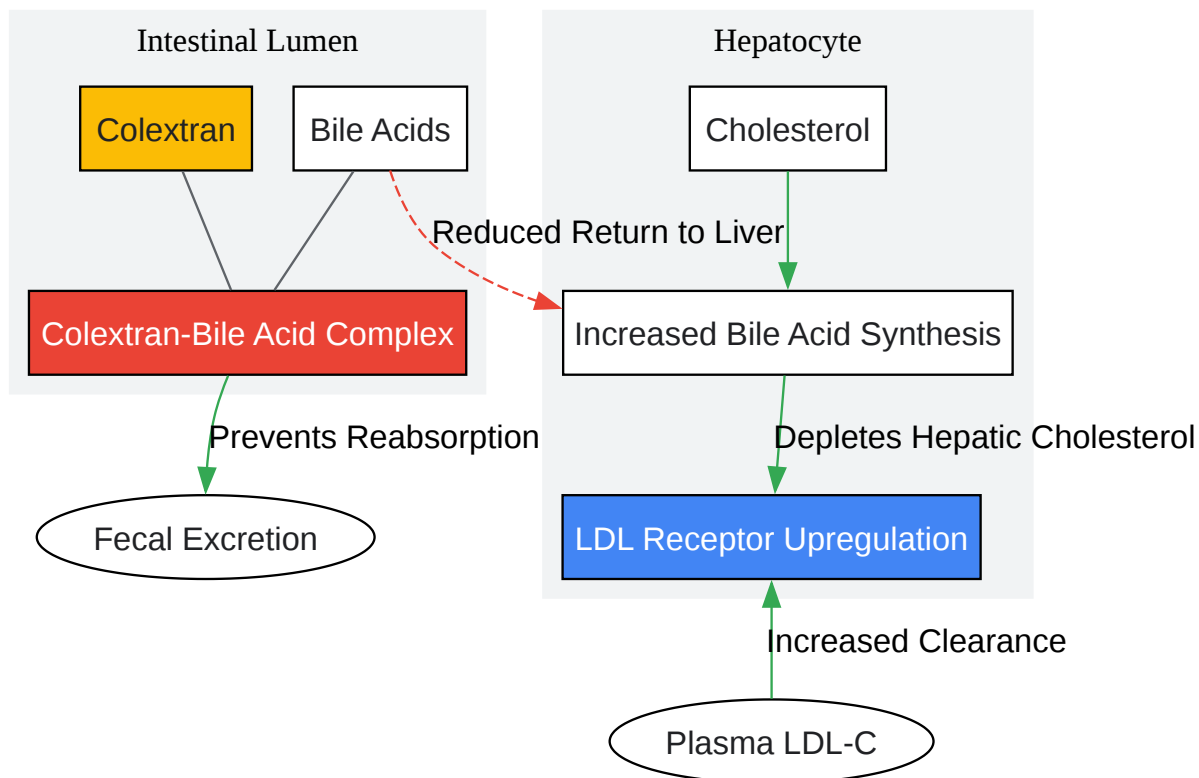 Intestinal Lumen
Hepatocyte
Colextran
Bile Acids
Cholesterol
Reduced Return to Liver
Colextran-Bile Acid Complex
Increased Bile Acid Synthesis
Prevents Reabsorption
Depletes Hepatic Cholesterol
Fecal Excretion
LDL Receptor Upregulation
Increased Clearance
Plasma LDL-C